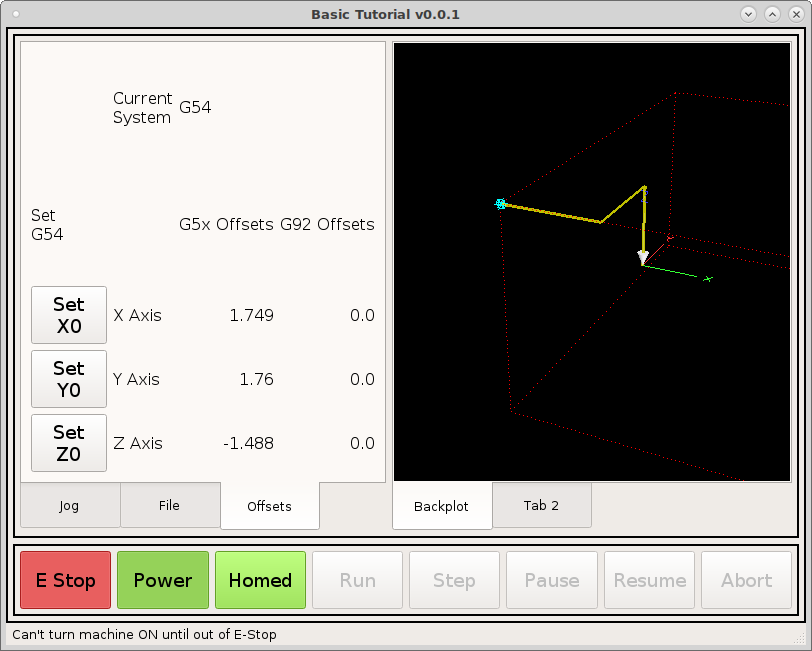 Basic Tutorial v0.0.1
Current
System
G54
Set
G54
G5x Offsets
G92 Offsets
Set
X0
X Axis
1.749
0.0
Set
Y0
Y Axis
1.76
0.0
Set
Z0
Z Axis
-1.488
0.0
Jog
File
Offsets
Backplot
Tab 2
E Stop
Power
Homed
Run
Step
Pause
Resume
Abort
Can't turn machine ON until out of E-Stop